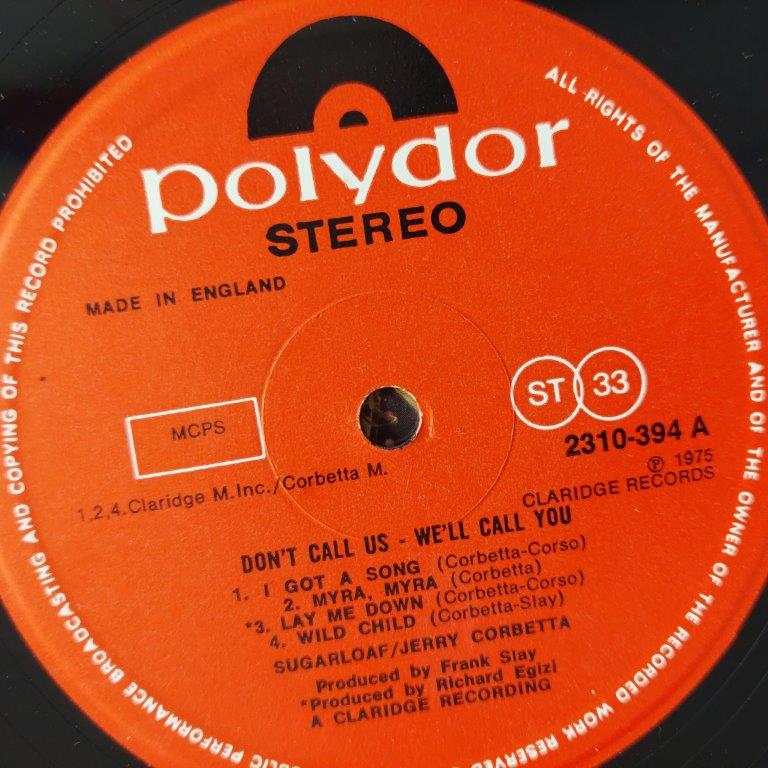 polydor
STEREO
MADE IN ENGLAND
MCPS
ST 33
2310-394 A
℗ 1975
CLARIDGE RECORDS
1,2,4.Claridge M.Inc./Corbetta M.
DON'T CALL US - WE'LL CALL YOU
1. I GOT A SONG (Corbetta-Corso)
2. MYRA, MYRA (Corbetta)
*3. LAY ME DOWN (Corbetta-Corso)
4. WILD CHILD (Corbetta-Slay)
SUGARLOAF/JERRY CORBETTA
Produced by Frank Slay
*Produced by Richard Egizi
A CLARIDGE RECORDING
ALL RIGHTS OF THE MANUFACTURER AND OF THE OWNER OF THE RECORDED WORK RESERVED
PUBLIC PERFORMANCE BROADCASTING AND COPYING OF THIS RECORD PROHIBITED